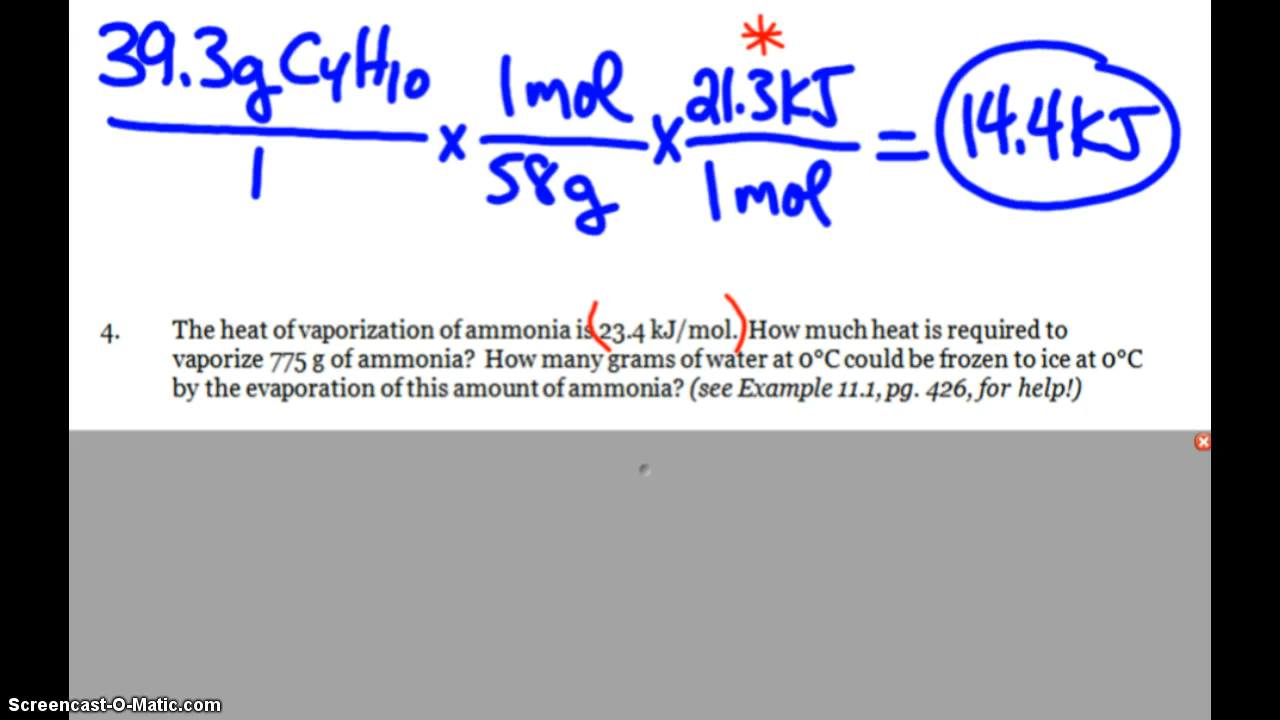 39.3g C4H10 / 1 x 1 mol / 58g x 21.3 kJ* / 1 mol = 14.4 kJ
4. The heat of vaporization of ammonia is (23.4 kJ/mol.) How much heat is required to
vaporize 775 g of ammonia? How many grams of water at 0°C could be frozen to ice at 0°C
by the evaporation of this amount of ammonia? (see Example 11.1, pg. 426, for help!)
Screencast-O-Matic.com